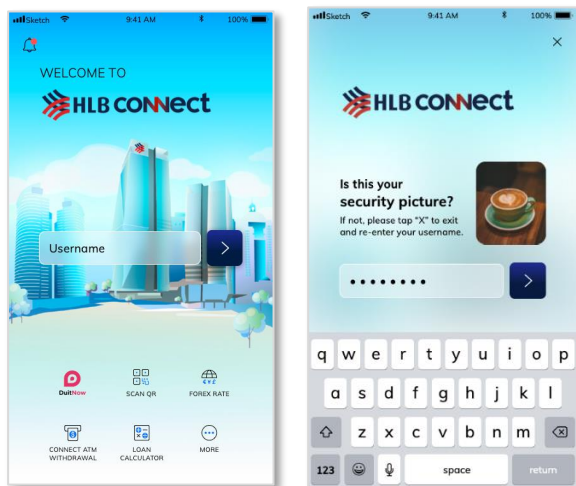 Sketch 9:41 AM 100%
WELCOME TO
HLB CONNect
Username
DuitNow
SCAN QR
FOREX RATE
CONNECT ATM
WITHDRAWAL
LOAN
CALCULATOR
MORE
Sketch 9:41 AM 100%
HLB CONNect
Is this your
security picture?
If not, please tap "X" to exit
and re-enter your username.
q w e r t y u i o p
a s d f g h j k l
z x c v b n m
123 space return